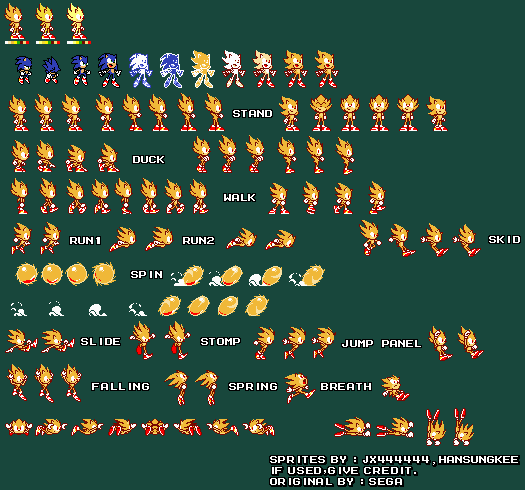 STAND
DUCK
WALK
RUN1 RUN2 SKID
SPIN
SLIDE STOMP JUMP PANEL
FALLING SPRING BREATH
SPRITES BY : JX444444,HANSUNGKEE
IF USED,GIVE CREDIT.
ORIGINAL BY : SEGA